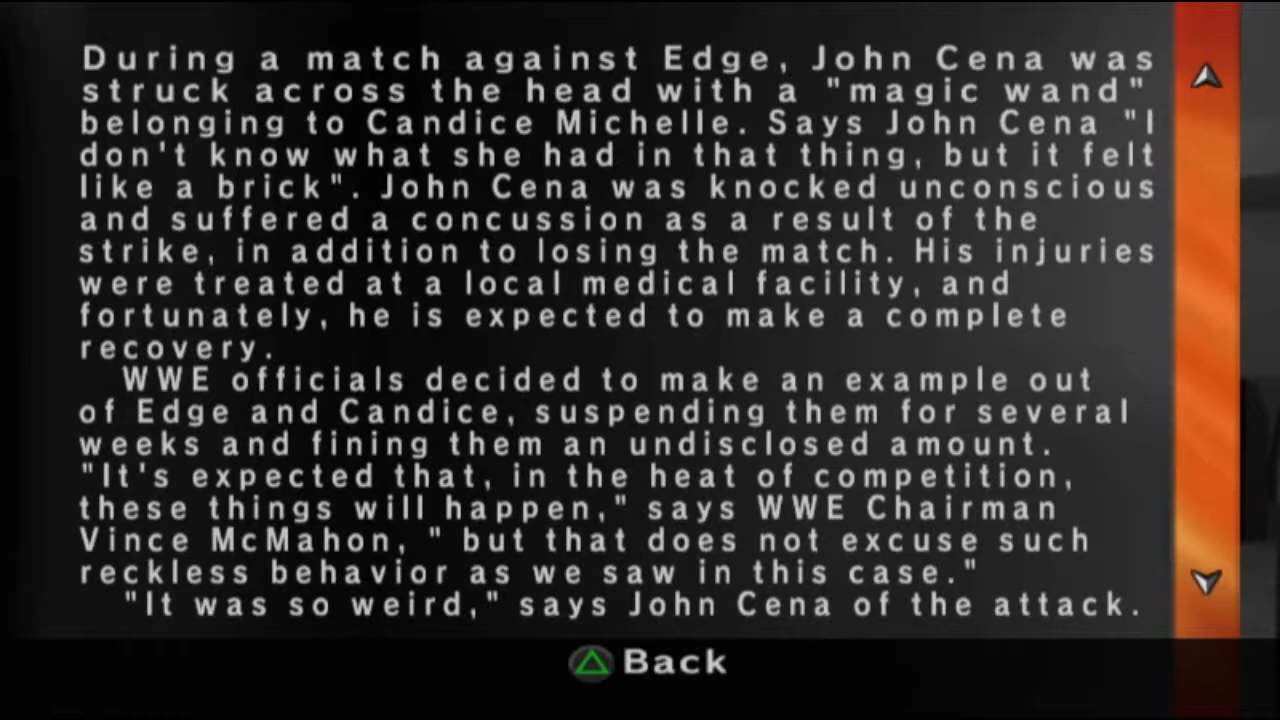 During a match against Edge, John Cena was
struck across the head with a "magic wand"
belonging to Candice Michelle. Says John Cena "I
don't know what she had in that thing, but it felt
like a brick". John Cena was knocked unconscious
and suffered a concussion as a result of the
strike, in addition to losing the match. His injuries
were treated at a local medical facility, and
fortunately, he is expected to make a complete
recovery.
WWE officials decided to make an example out
of Edge and Candice, suspending them for several
weeks and fining them an undisclosed amount.
"It's expected that, in the heat of competition,
these things will happen," says WWE Chairman
Vince McMahon, " but that does not excuse such
reckless behavior as we saw in this case."
"It was so weird," says John Cena of the attack.
Back